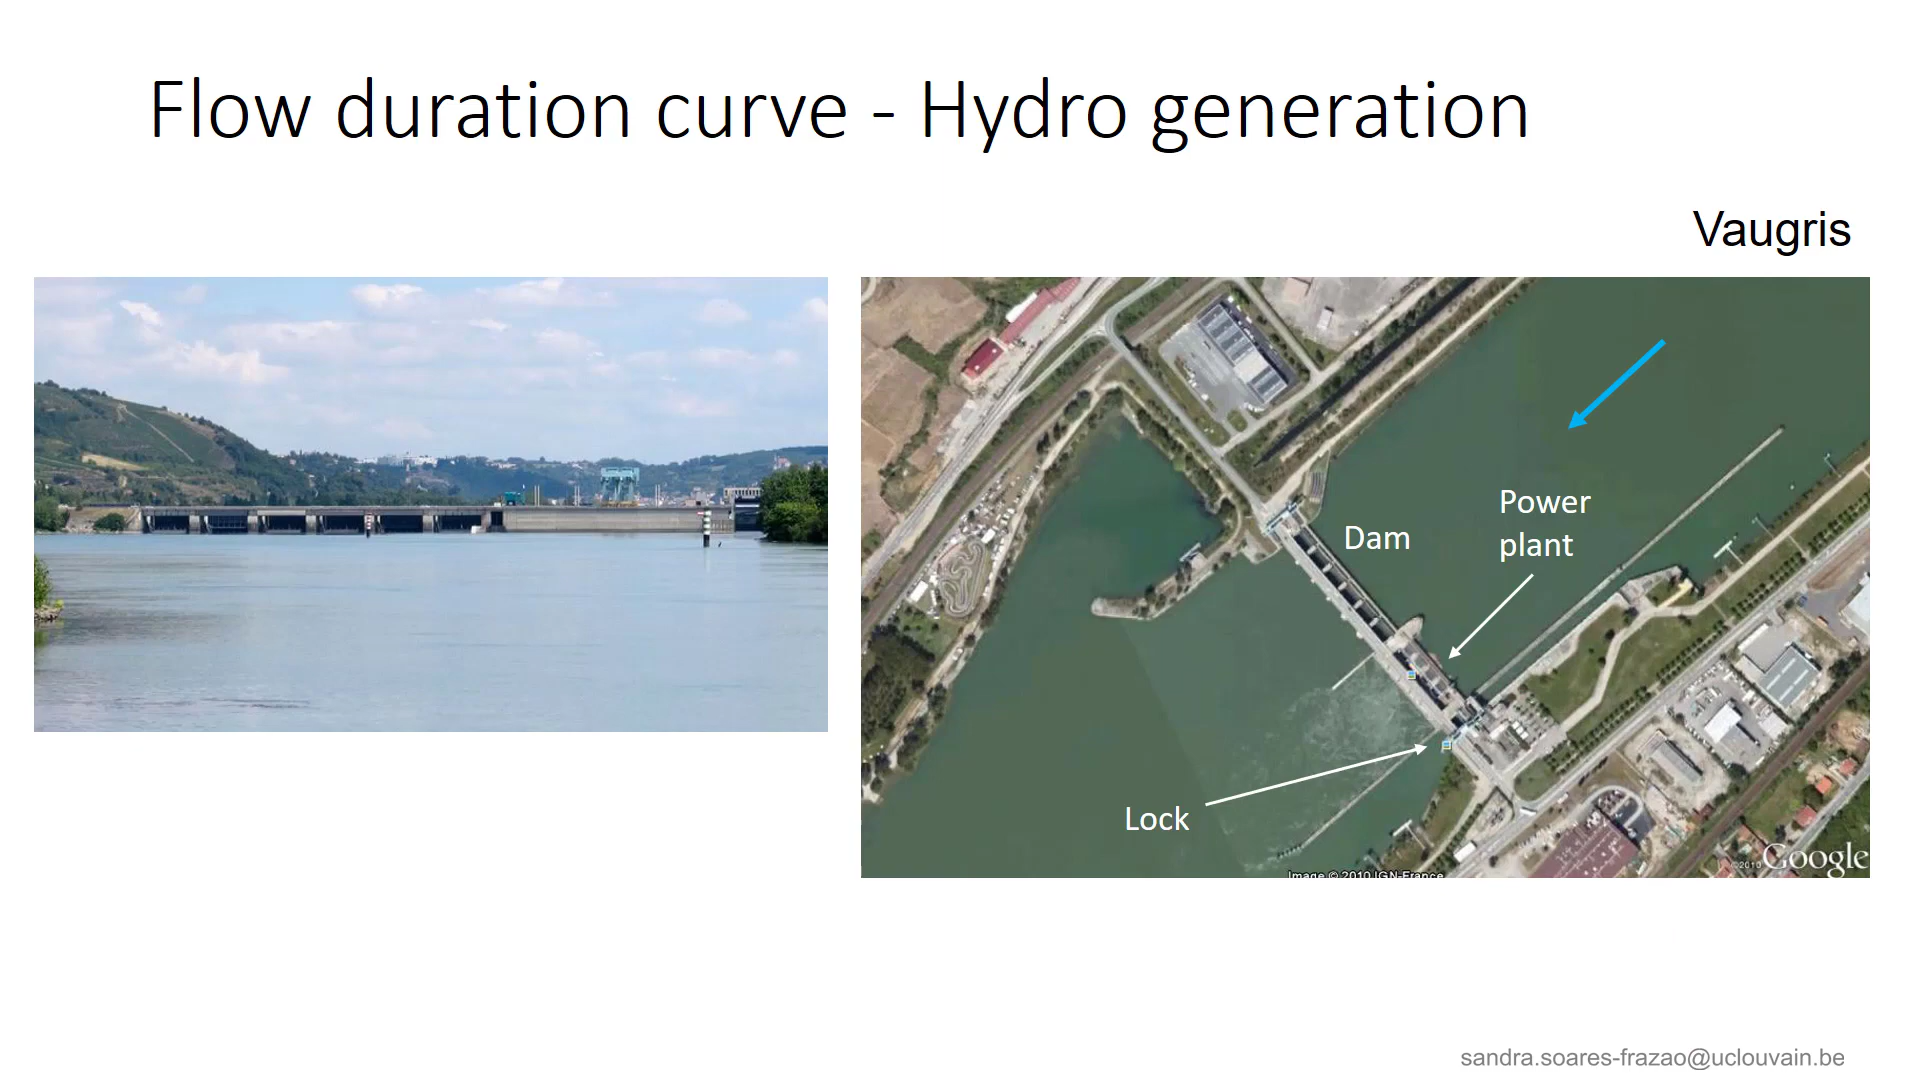 Flow duration curve - Hydro generation
Vaugris
Power
plant
Dam
Lock
©2010 Google
Image © 2010 IGN-France
sandra.soares-frazao@uclouvain.be